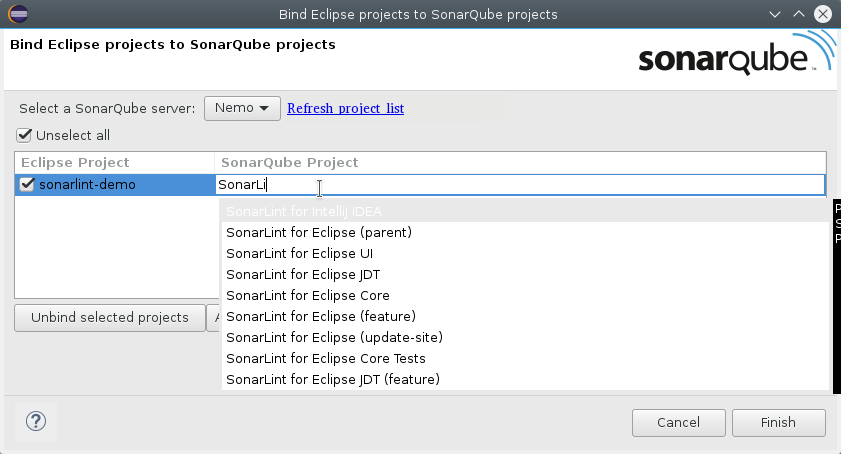 Bind Eclipse projects to SonarQube projects
Bind Eclipse projects to SonarQube projects
sonarqube™
Select a SonarQube server: Nemo Refresh project list
Unselect all
Eclipse Project SonarQube Project
sonarlint-demo SonarLi
SonarLint for IntelliJ IDEA
SonarLint for Eclipse (parent)
SonarLint for Eclipse UI
SonarLint for Eclipse JDT
SonarLint for Eclipse Core
SonarLint for Eclipse (feature)
SonarLint for Eclipse (update-site)
SonarLint for Eclipse Core Tests
SonarLint for Eclipse JDT (feature)
Unbind selected projects
Cancel Finish